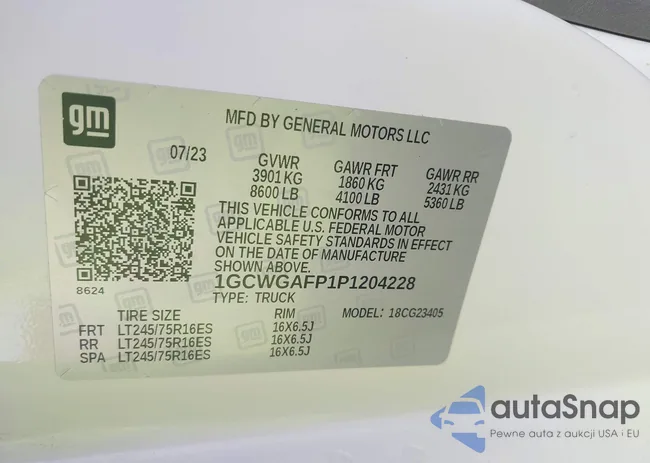 gm
MFD BY GENERAL MOTORS LLC
07/23
GVWR GAWR FRT GAWR RR
3901 KG 1860 KG 2431 KG
8600 LB 4100 LB 5360 LB
THIS VEHICLE CONFORMS TO ALL
APPLICABLE U.S. FEDERAL MOTOR
VEHICLE SAFETY STANDARDS IN EFFECT
ON THE DATE OF MANUFACTURE
SHOWN ABOVE.
8624
1GCWGAFP1P1204228
TYPE: TRUCK
MODEL: 18CG23405
TIRE SIZE RIM
FRT LT245/75R16ES 16X6.5J
RR LT245/75R16ES 16X6.5J
SPA LT245/75R16ES 16X6.5J
autaSnap
Pewne auta z aukcji USA i EU